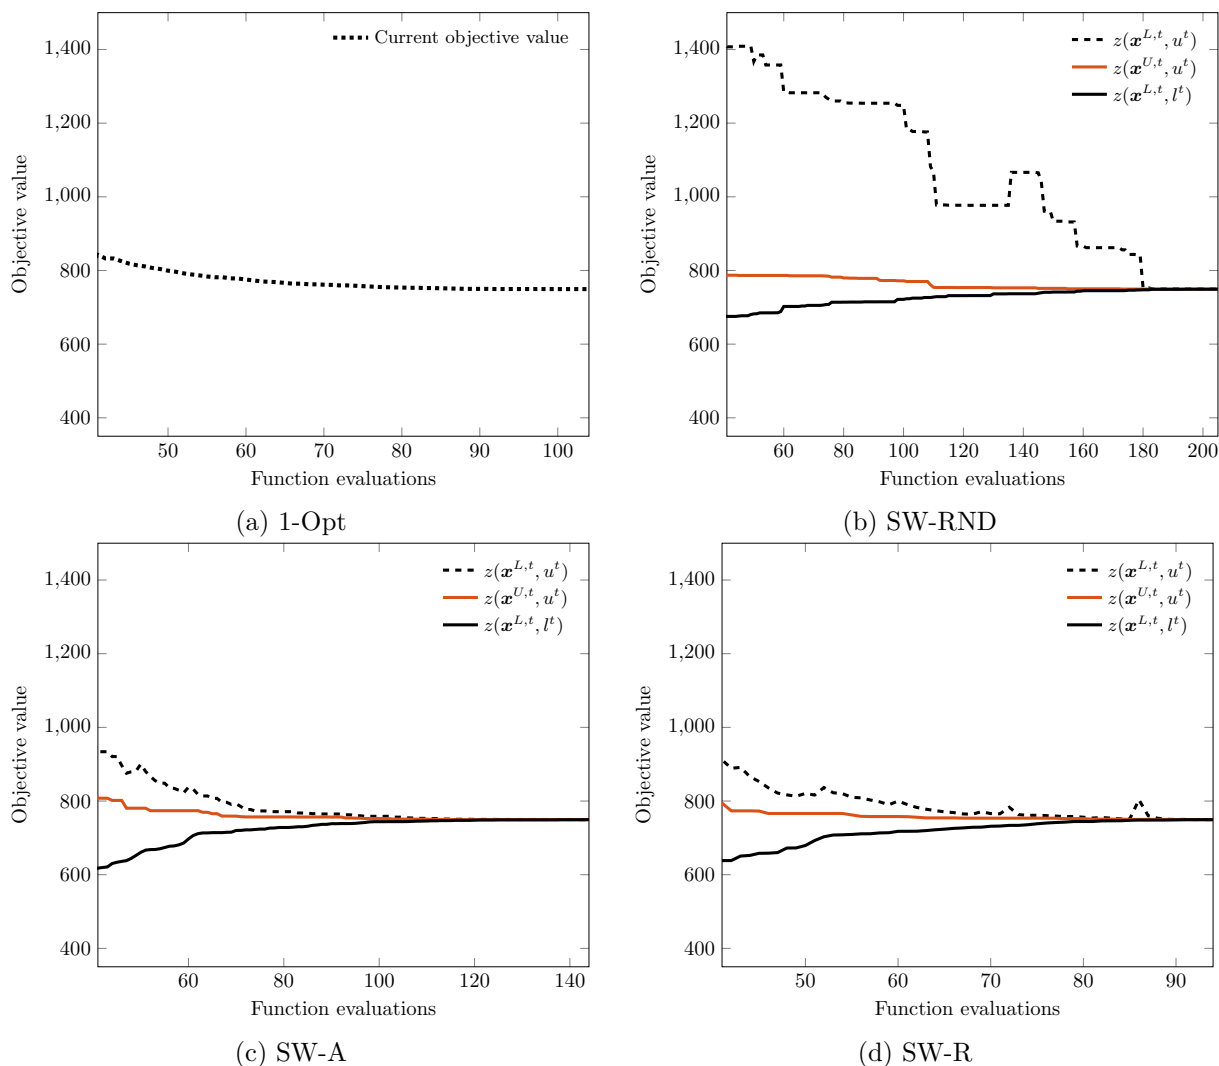 1,400
1,200
1,000
800
600
400
Objective value
Current objective value
50 60 70 80 90 100
Function evaluations
(a) 1-Opt
1,400
1,200
1,000
800
600
400
Objective value
z(x^{L,t}, u^t)
z(x^{U,t}, u^t)
z(x^{L,t}, l^t)
60 80 100 120 140 160 180 200
Function evaluations
(b) SW-RND
1,400
1,200
1,000
800
600
400
Objective value
z(x^{L,t}, u^t)
z(x^{U,t}, u^t)
z(x^{L,t}, l^t)
60 80 100 120 140
Function evaluations
(c) SW-A
1,400
1,200
1,000
800
600
400
Objective value
z(x^{L,t}, u^t)
z(x^{U,t}, u^t)
z(x^{L,t}, l^t)
50 60 70 80 90
Function evaluations
(d) SW-R